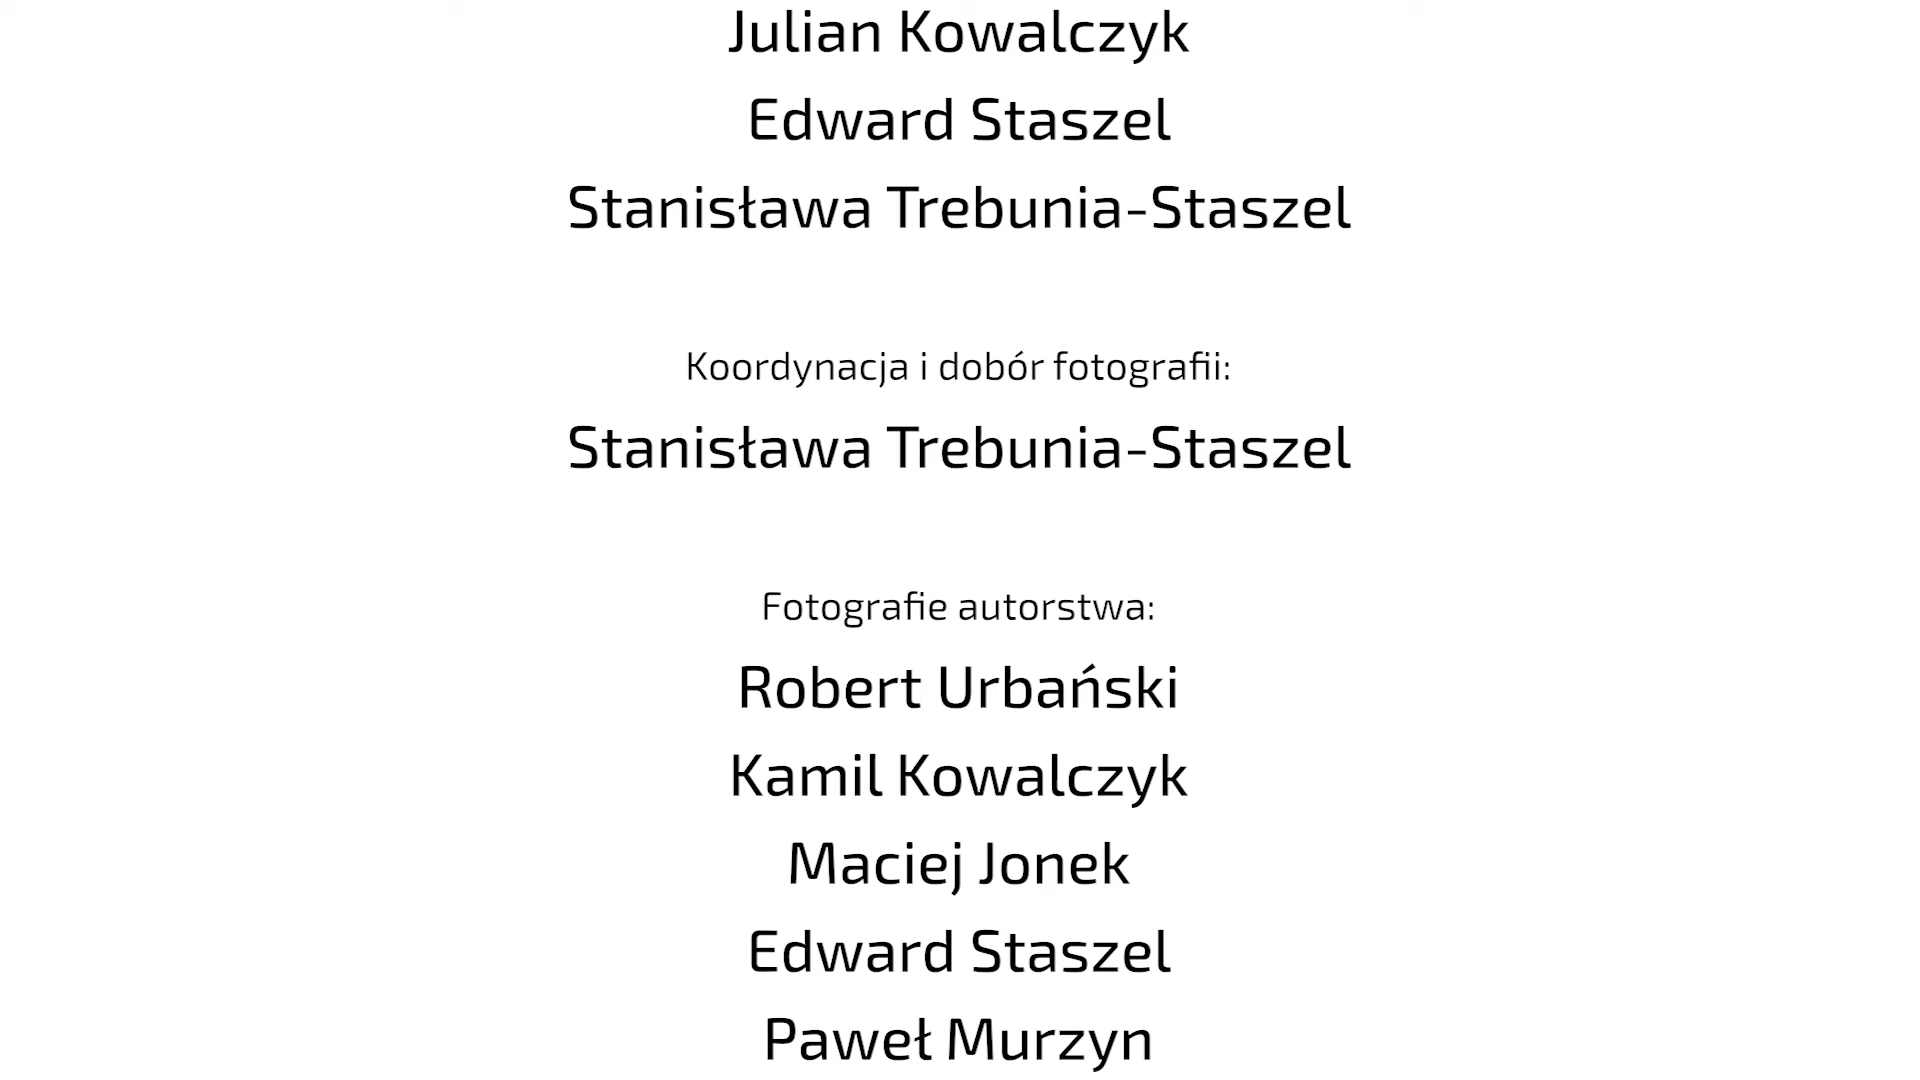 Julian Kowalczyk
Edward Staszel
Stanisława Trebunia-Staszel
Koordynacja i dobór fotografii:
Stanisława Trebunia-Staszel
Fotografie autorstwa:
Robert Urbański
Kamil Kowalczyk
Maciej Jonek
Edward Staszel
Paweł Murzyn